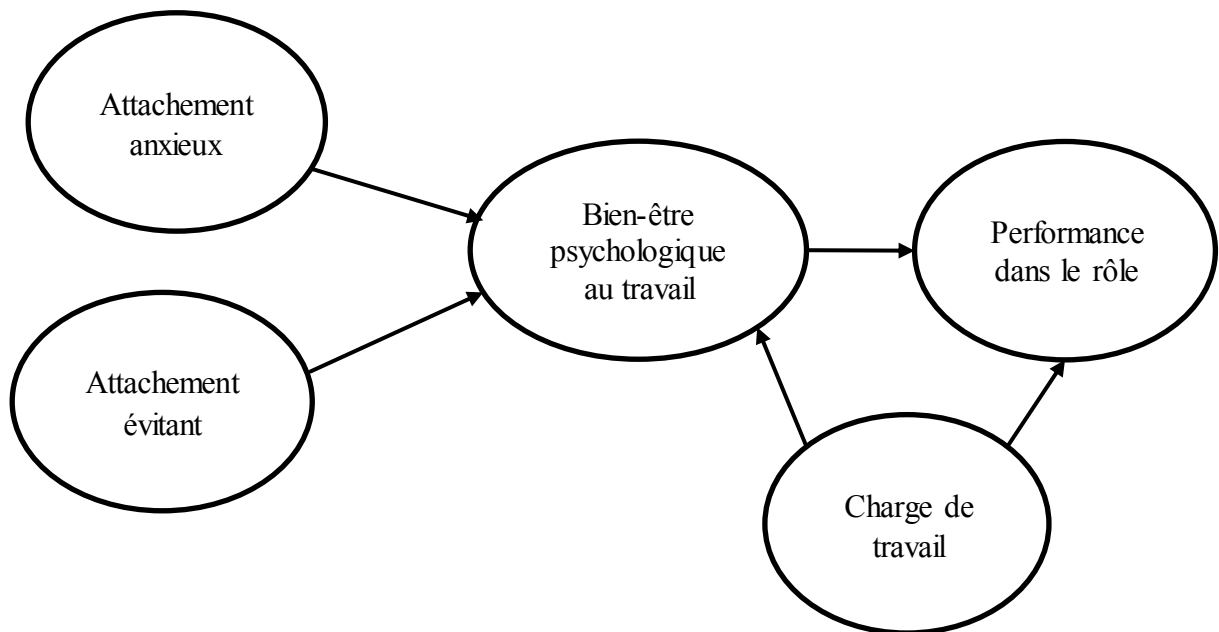 Attachement
anxieux
Bien-être
psychologique
au travail
Performance
dans le rôle
Attachement
évitant
Charge de
travail